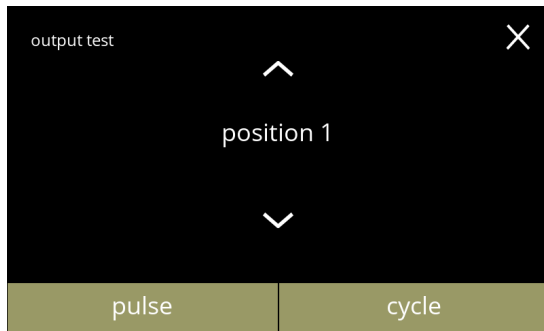 output test
position 1
pulse
cycle